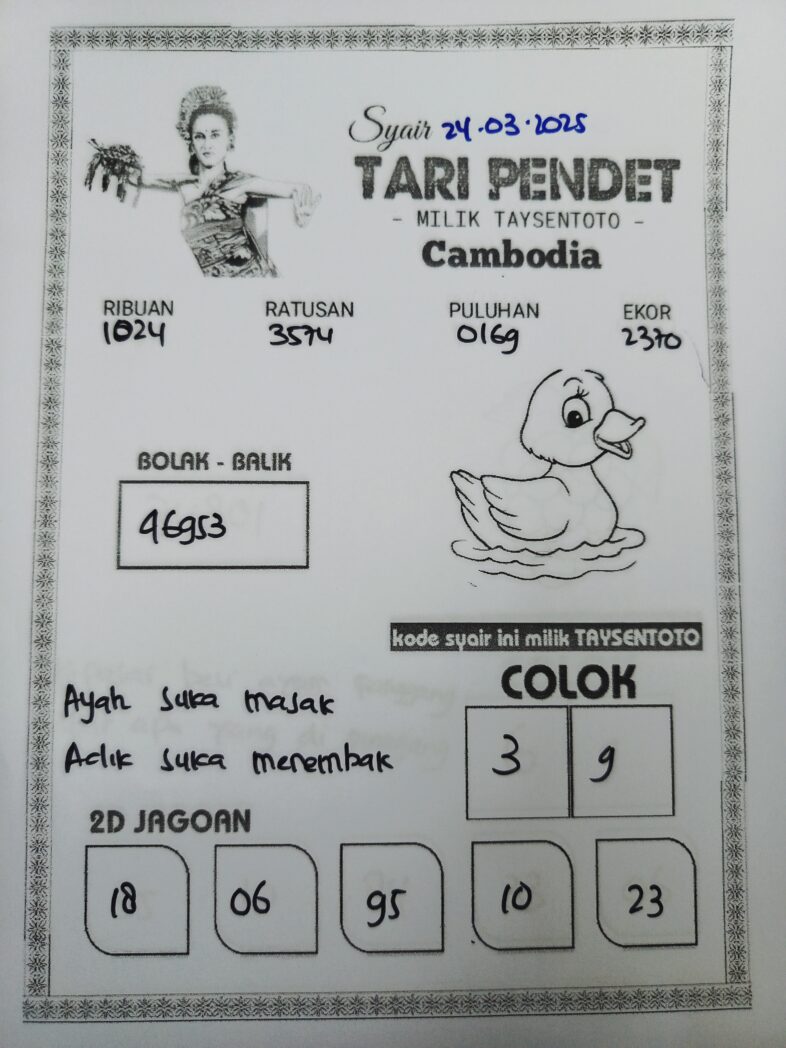 Syair 24.03.2025
TARI PENDET
- MILIK TAYSENTOTO -
Cambodia
RIBUAN RATUSAN PULUHAN EKOR
1024 3574 0169 2370
BOLAK - BALIK
96953
kode syair ini milik TAYSENTOTO
COLOK
3 9
Ayah suka masak
Adik suka menembak
2D JAGOAN
18 06 95 10 23